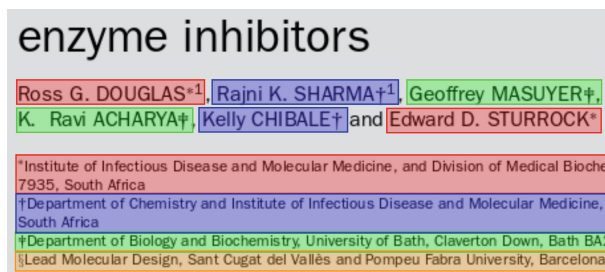 enzyme inhibitors
Ross G. DOUGLAS*1, Rajni K. SHARMA†1, Geoffrey MASUYER‡,
K. Ravi ACHARYA‡, Kelly CHIBALE† and Edward D. STURROCK*
*Institute of Infectious Disease and Molecular Medicine, and Division of Medical Bioche
7935, South Africa
†Department of Chemistry and Institute of Infectious Disease and Molecular Medicine,
South Africa
‡Department of Biology and Biochemistry, University of Bath, Claverton Down, Bath BA
§Lead Molecular Design, Sant Cugat del Vallès and Pompeu Fabra University, Barcelona